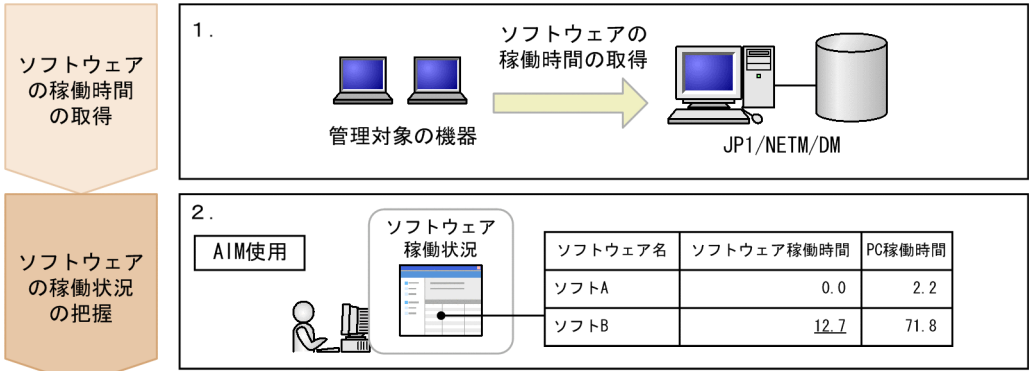 ソフトウェア
の稼働時間
の取得
1.
ソフトウェアの
稼働時間の取得
管理対象の機器
JP1/NETM/DM
ソフトウェア
の稼働状況
の把握
2.
AIM使用
ソフトウェア
稼働状況
ソフトウェア名 ソフトウェア稼働時間 PC稼働時間
ソフトA 0.0 2.2
ソフトB 12.7 71.8